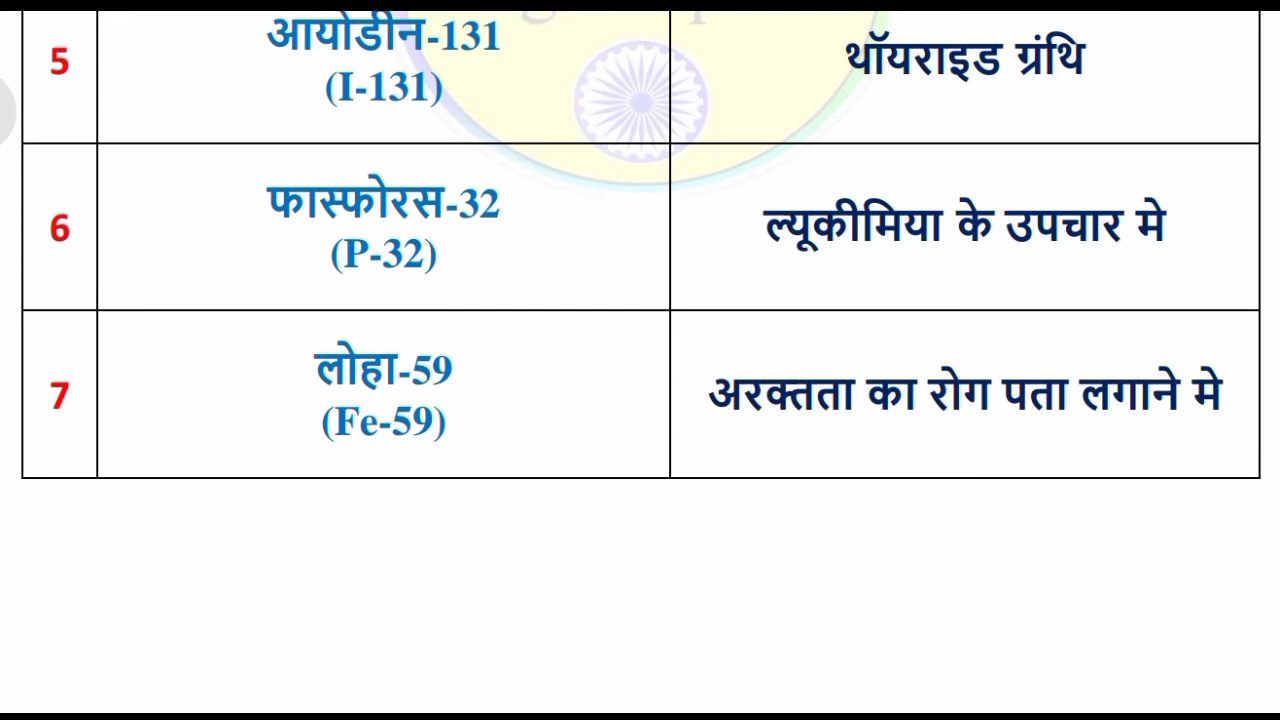 5
आयोडीन-131
(I-131)
थॉयराइड ग्रंथि
6
फास्फोरस-32
(P-32)
ल्यूकीमिया के उपचार मे
7
लोहा-59
(Fe-59)
अरक्तता का रोग पता लगाने मे